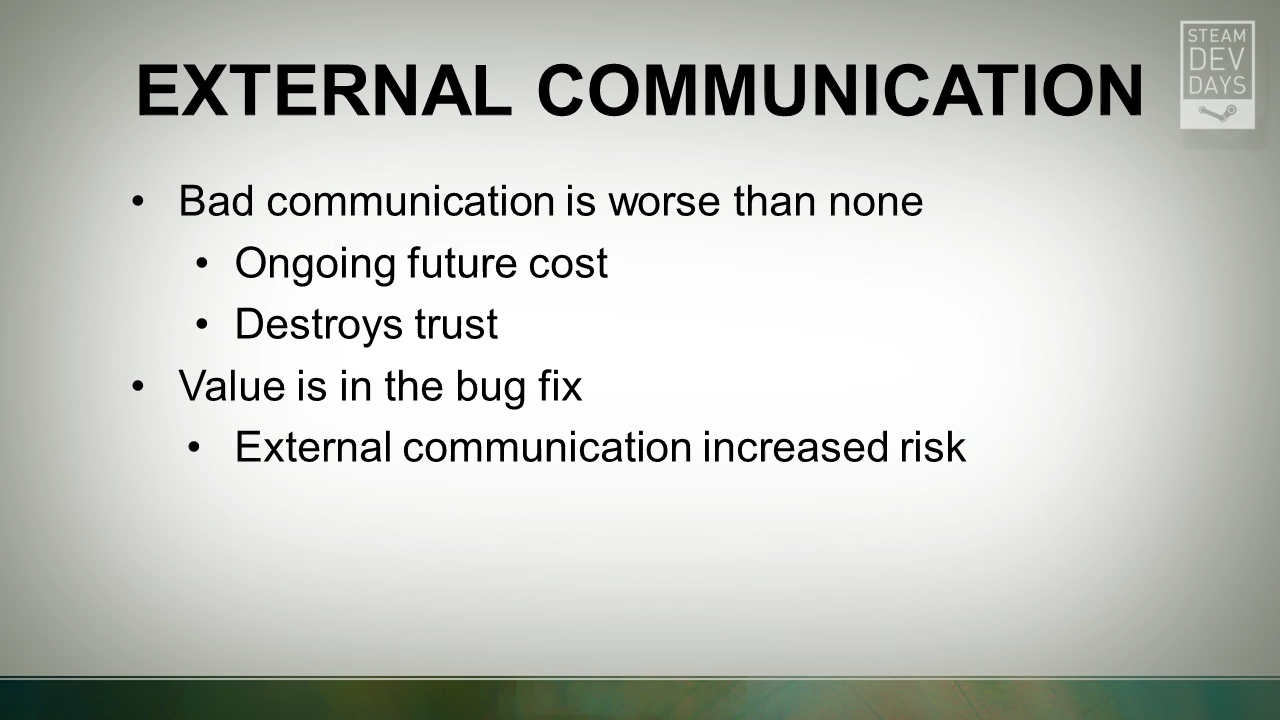 EXTERNAL COMMUNICATION
STEAM
DEV
DAYS
• Bad communication is worse than none
• Ongoing future cost
• Destroys trust
• Value is in the bug fix
• External communication increased risk